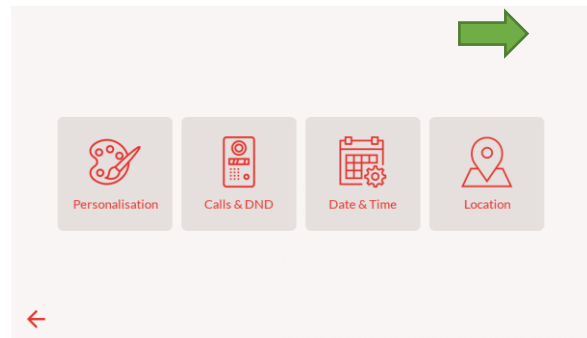 Personalisation
Calls & DND
Date & Time
Location